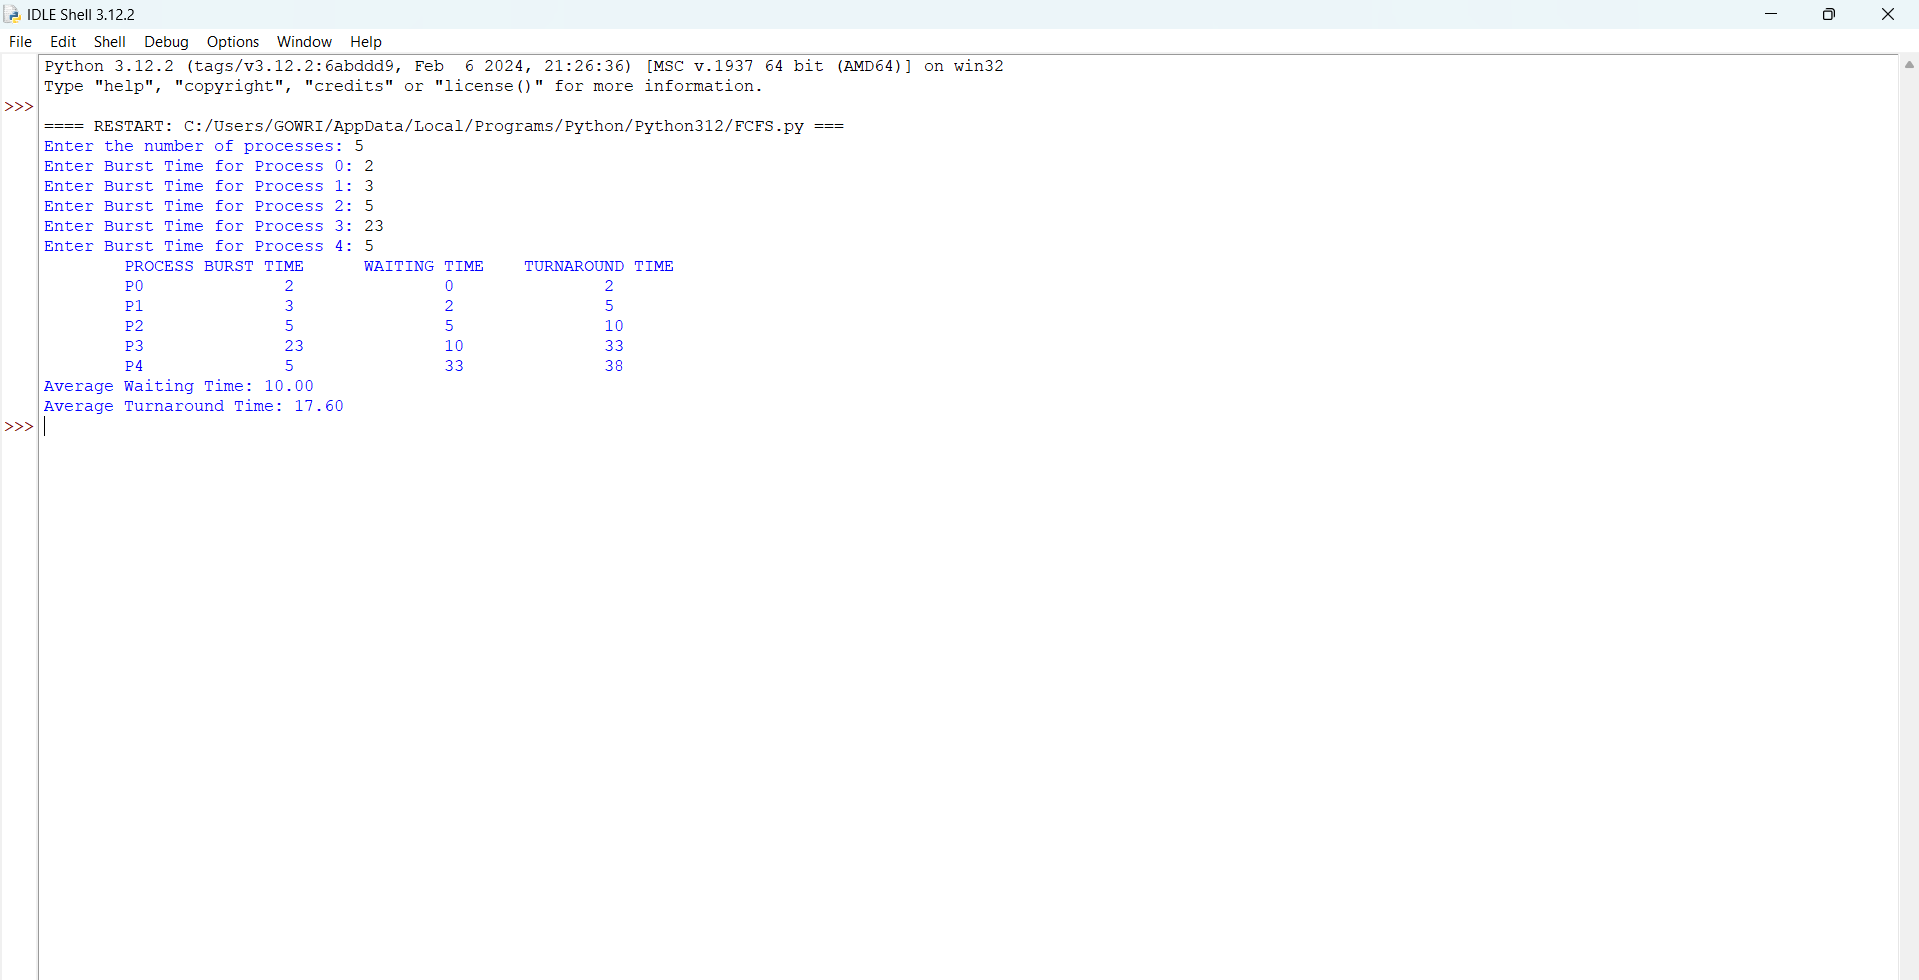 IDLE Shell 3.12.2
File Edit Shell Debug Options Window Help
Python 3.12.2 (tags/v3.12.2:6abddd9, Feb  6 2024, 21:26:36) [MSC v.1937 64 bit (AMD64)] on win32
Type "help", "copyright", "credits" or "license()" for more information.
>>>
==== RESTART: C:/Users/GOWRI/AppData/Local/Programs/Python/Python312/FCFS.py ===
Enter the number of processes: 5
Enter Burst Time for Process 0: 2
Enter Burst Time for Process 1: 3
Enter Burst Time for Process 2: 5
Enter Burst Time for Process 3: 23
Enter Burst Time for Process 4: 5
PROCESS BURST TIME      WAITING TIME    TURNAROUND TIME
P0              2               0               2
P1              3               2               5
P2              5               5               10
P3              23              10              33
P4              5               33              38
Average Waiting Time: 10.00
Average Turnaround Time: 17.60
>>>